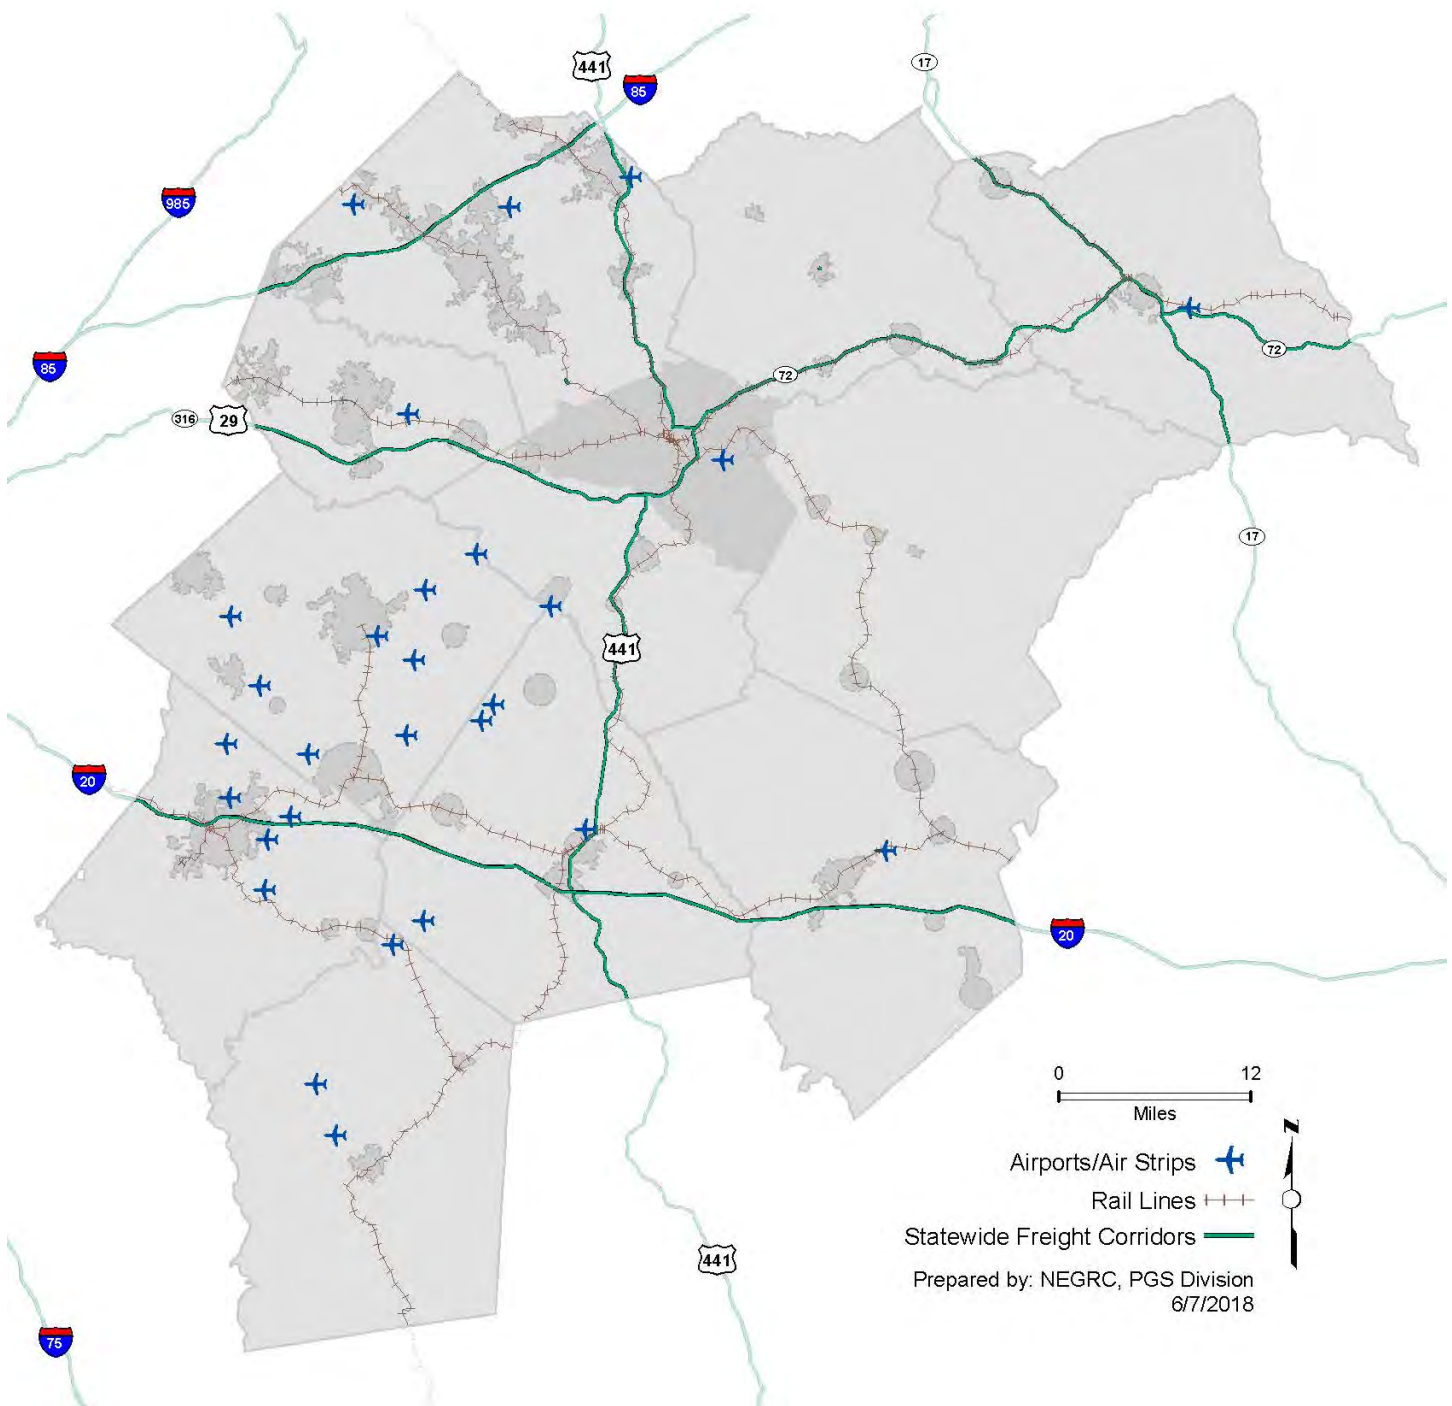 441
85
17
985
72
85
72
316
29
17
441
20
20
0 12
Miles
N
Airports/Air Strips
Rail Lines
Statewide Freight Corridors
Prepared by: NEGRC, PGS Division
6/7/2018
441
75